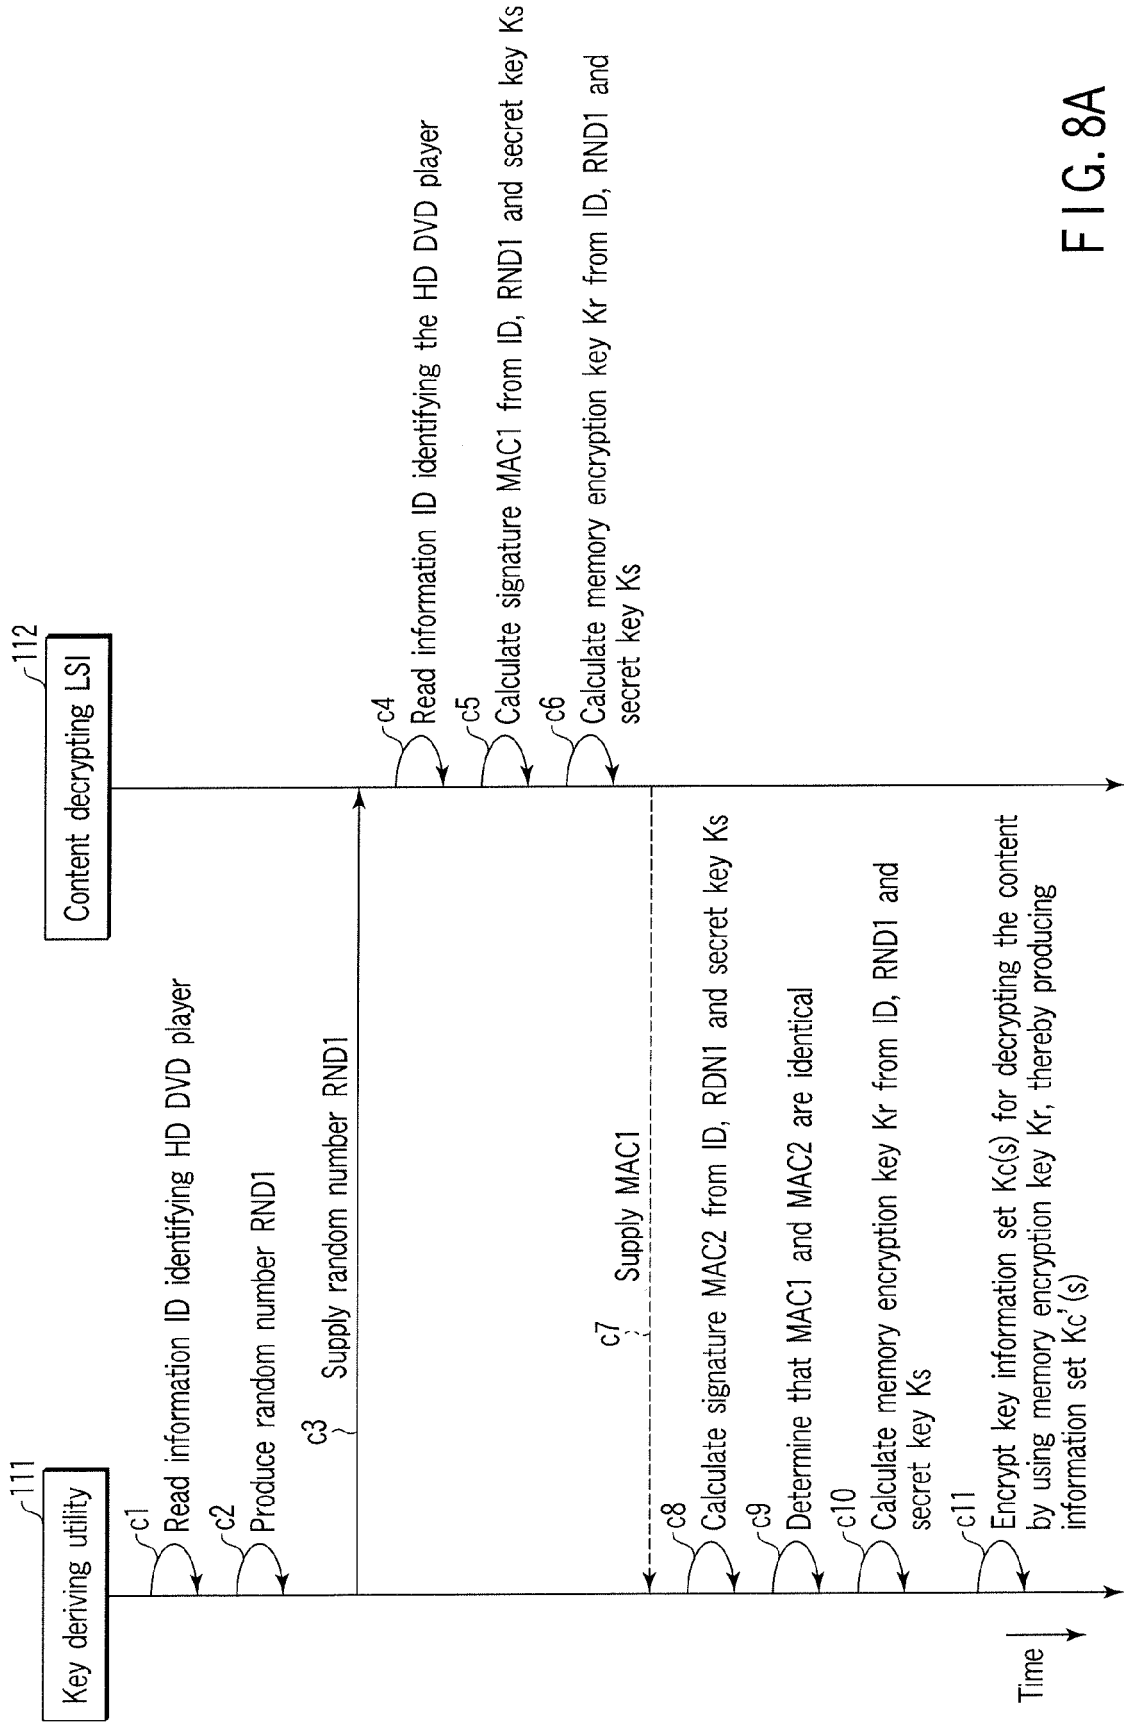 Key deriving utility
111
Content decrypting LSI
112
c1
Read information ID identifying HD DVD player
c2
Produce random number RND1
c3
Supply random number RND1
c4
Read information ID identifying the HD DVD player
c5
Calculate signature MAC1 from ID, RND1 and secret key Ks
c6
Calculate memory encryption key Kr from ID, RND1 and
secret key Ks
c7
Supply MAC1
c8
Calculate signature MAC2 from ID, RDN1 and secret key Ks
c9
Determine that MAC1 and MAC2 are identical
c10
Calculate memory encryption key Kr from ID, RND1 and
secret key Ks
c11
Encrypt key information set Kc(s) for decrypting the content
by using memory encryption key Kr, thereby producing
information set Kc'(s)
Time
FIG. 8A